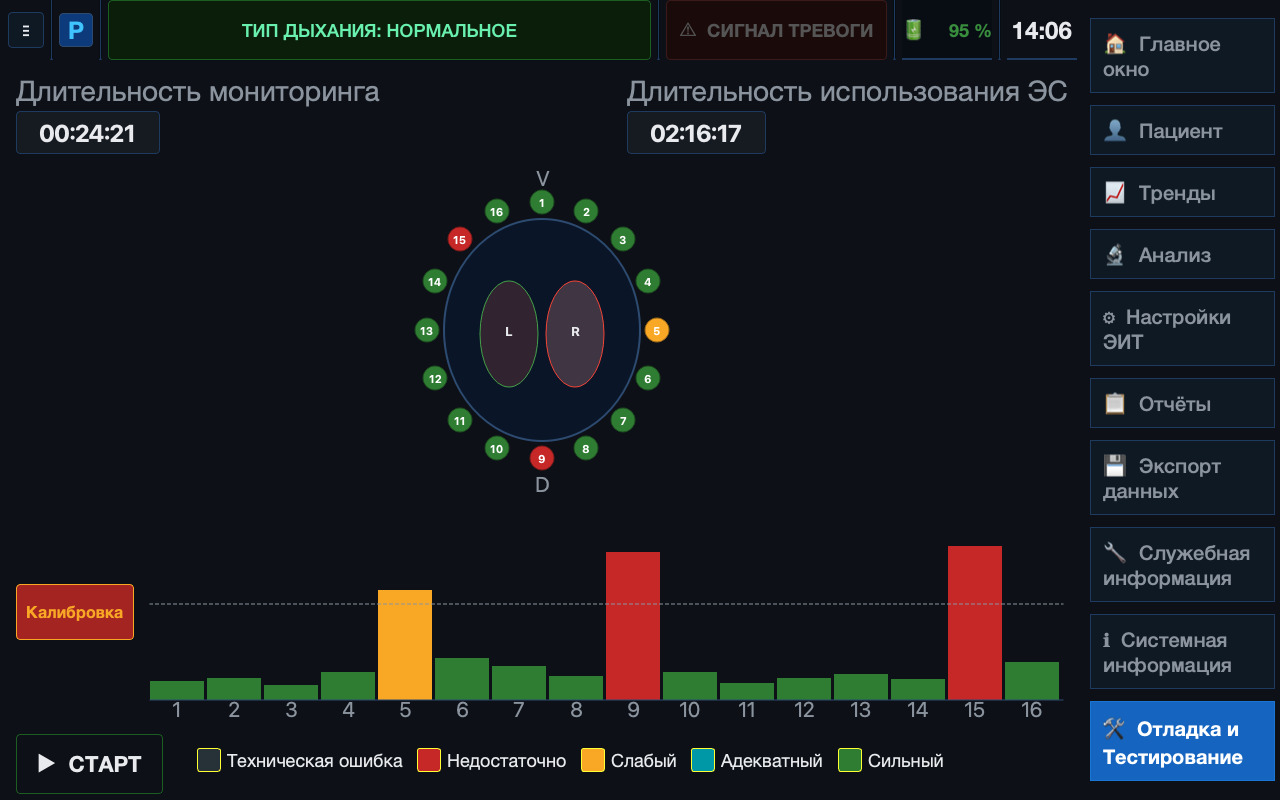 P
ТИП ДЫХАНИЯ: НОРМАЛЬНОЕ
⚠ СИГНАЛ ТРЕВОГИ
95 %
14:06
Длительность мониторинга
00:24:21
Длительность использования ЭС
02:16:17
V
1
16
2
15
3
14
4
L
R
13
5
12
6
11
7
10
8
9
D
Калибровка
1 2 3 4 5 6 7 8 9 10 11 12 13 14 15 16
СТАРТ
Техническая ошибка
Недостаточно
Слабый
Адекватный
Сильный
Главное
окно
Пациент
Тренды
Анализ
Настройки
ЭИТ
Отчёты
Экспорт
данных
Служебная
информация
ℹ Системная
информация
Отладка и
Тестирование